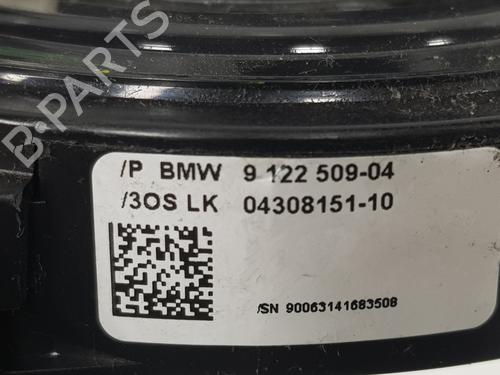 B-PARTS
/P BMW 9 122 509-04
/3OS LK 04308151-10
/SN 90063141683508